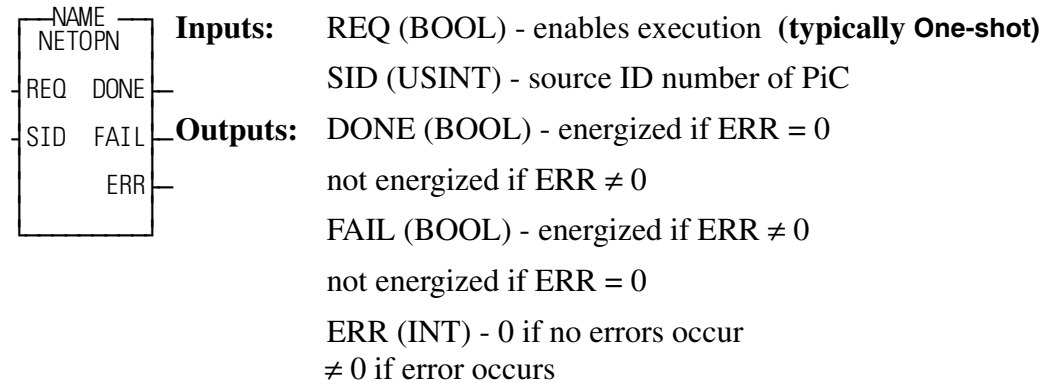 NAME
NETOPN
REQ DONE
SID FAIL
ERR
Inputs: REQ (BOOL) - enables execution (typically One-shot)
SID (USINT) - source ID number of PiC
Outputs: DONE (BOOL) - energized if ERR = 0
not energized if ERR ≠ 0
FAIL (BOOL) - energized if ERR ≠ 0
not energized if ERR = 0
ERR (INT) - 0 if no errors occur
≠ 0 if error occurs